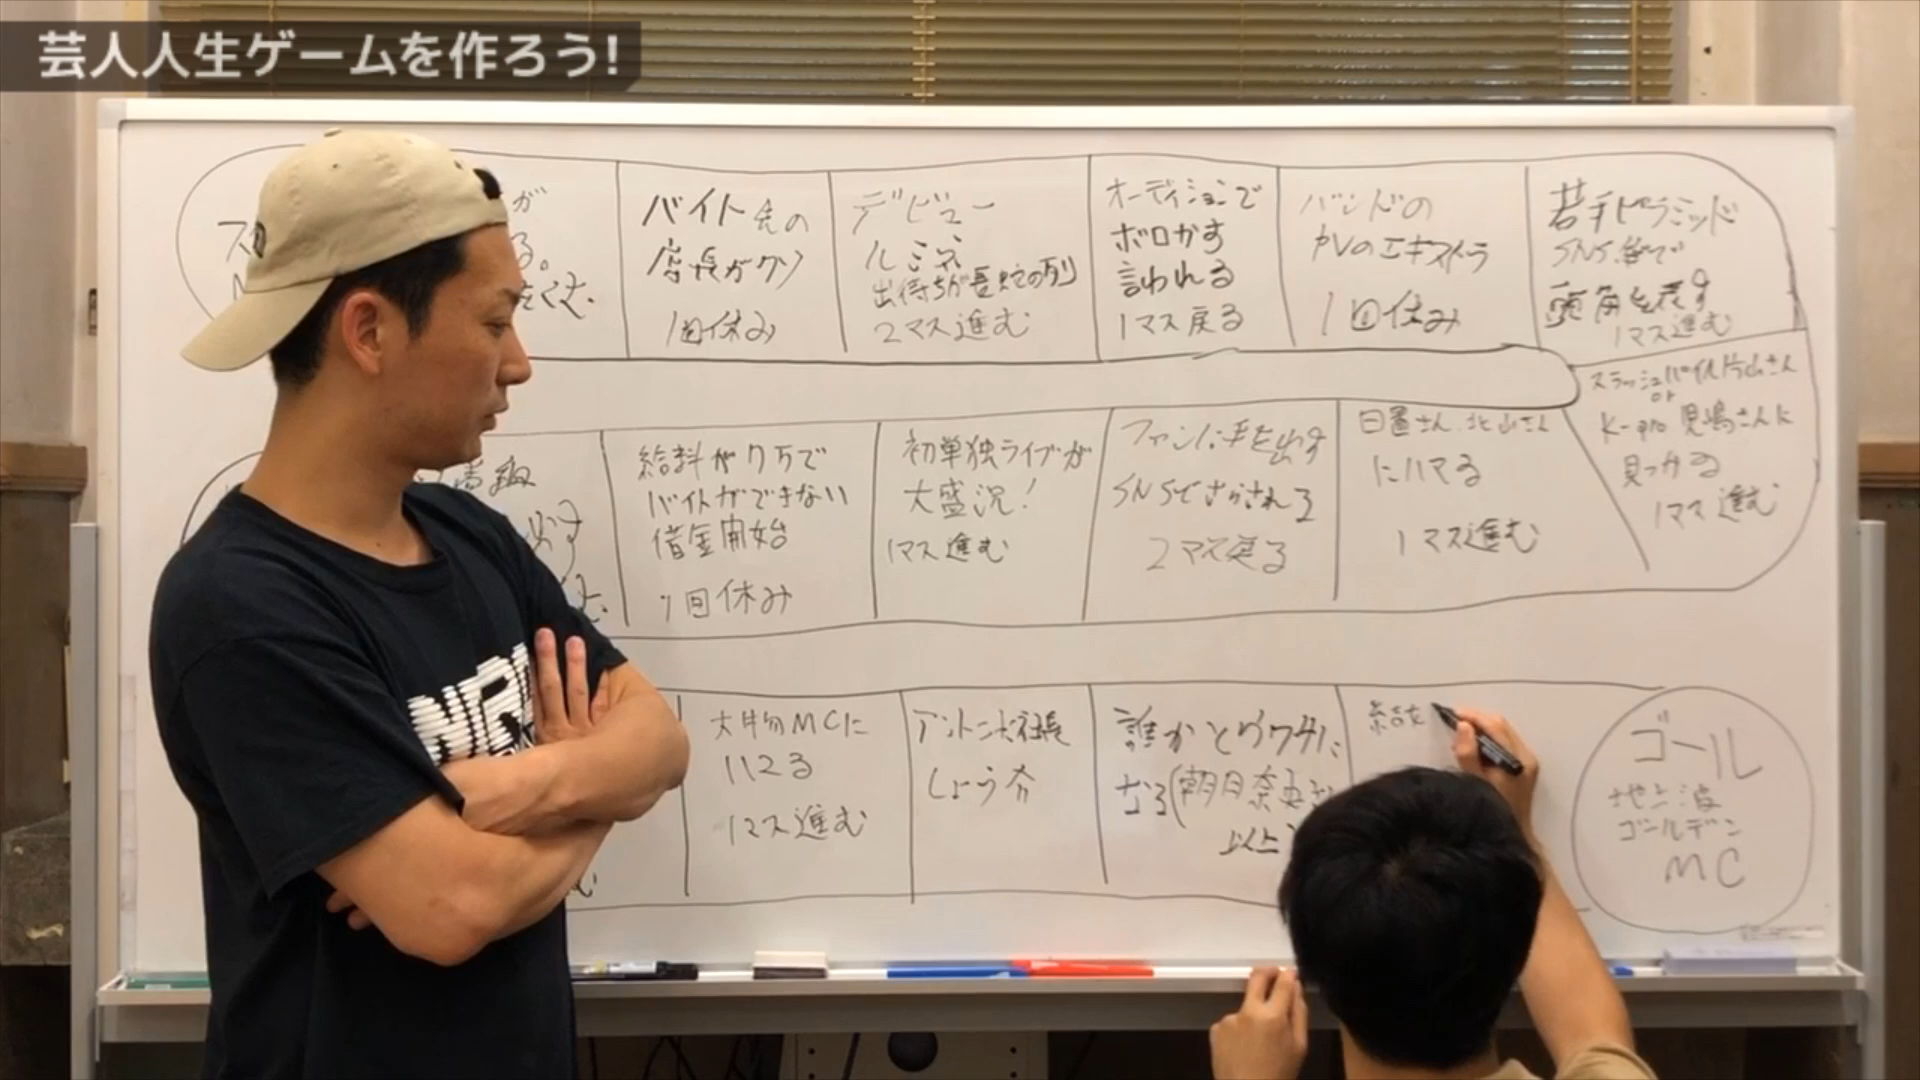 芸人人生ゲームを作ろう!
が
る。
バイト先の
店長がクソ
1回休み
デビュー
ルミネ
出待ちが長蛇の列
2マス進む
オーディションで
ボロかす
言われる
1マス戻る
バンドの
PVのエキストラ
1回休み
若手ピラミッド
SNS等で
頭角を表す
1マス進む
スラッシュパイル片山さん
or
K-pro 児島さんに
見つかる
1マス進む
日置さん、北山さん
にハマる
1マス進む
ファンに手を出す
SNSでさらされる
2マス戻る
初単独ライブが
大盛況!
1マス進む
給料が7万で
バイトができない
借金開始
1回休み
必ず
大物MCに
ハマる
1マス進む
アントニオ社長
しょう介
誰かとウワサに
なる(朝日奈央
以上
結
ゴール
地上波
ゴールデン
MC